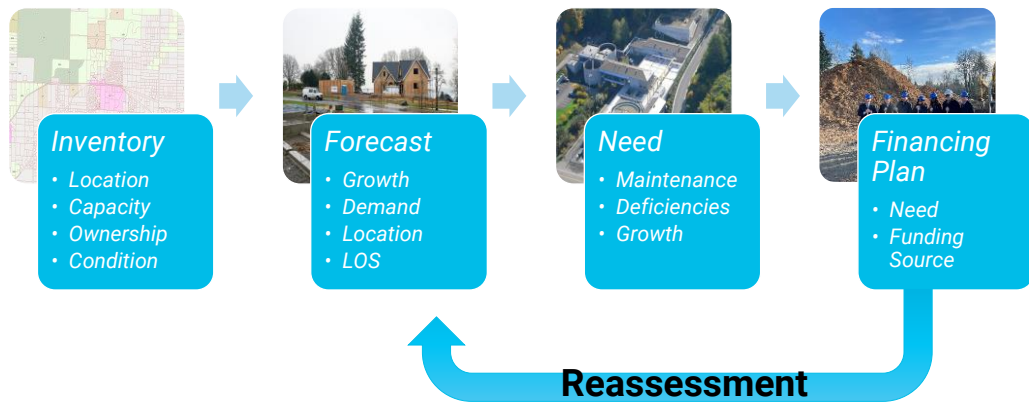 Inventory
• Location
• Capacity
• Ownership
• Condition
Forecast
• Growth
• Demand
• Location
• LOS
Need
• Maintenance
• Deficiencies
• Growth
Financing
Plan
• Need
• Funding
Source
Reassessment